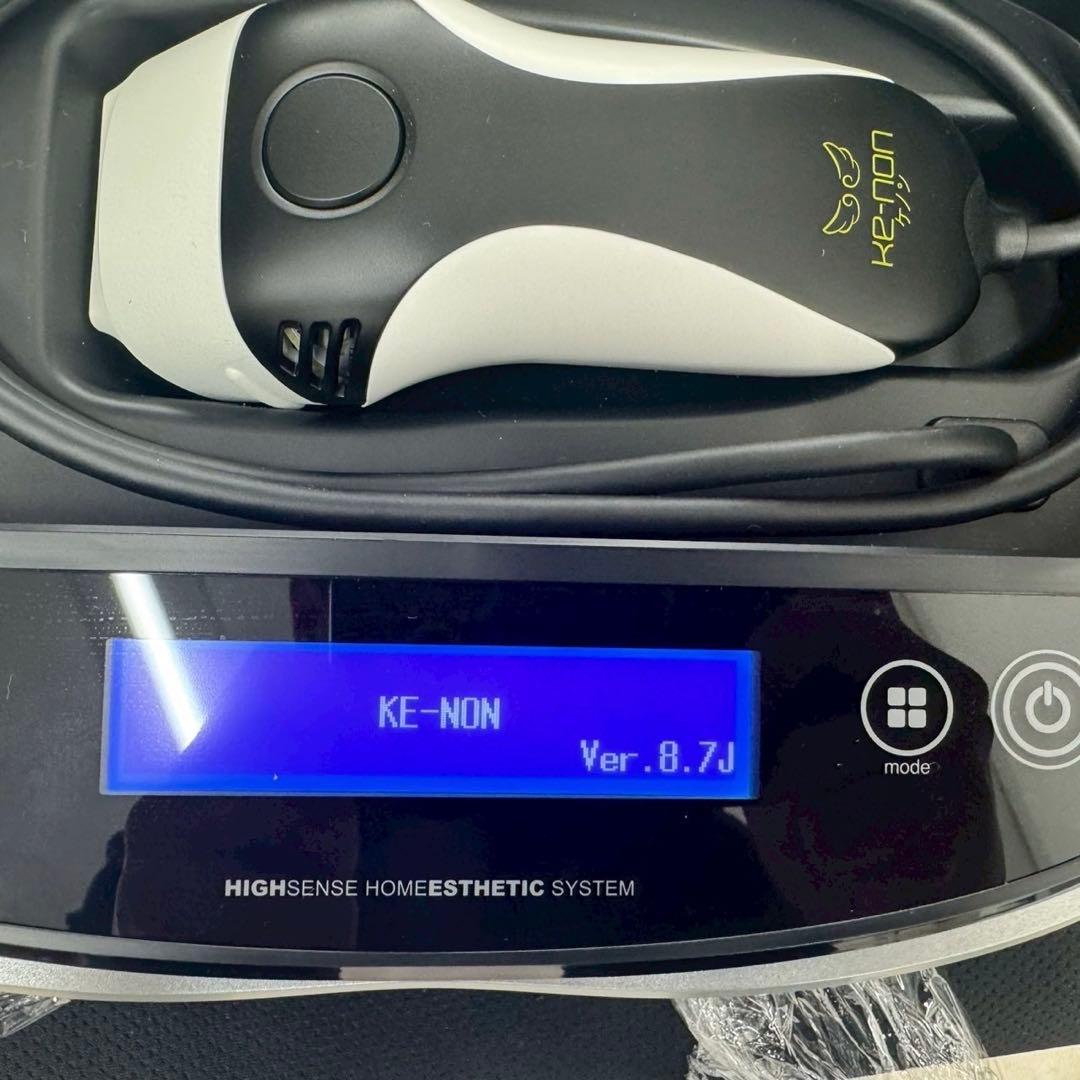 ke-non
ケノン
KE-NON
Ver.8.7J
mode
HIGHSENSE HOMEESTHETIC SYSTEM